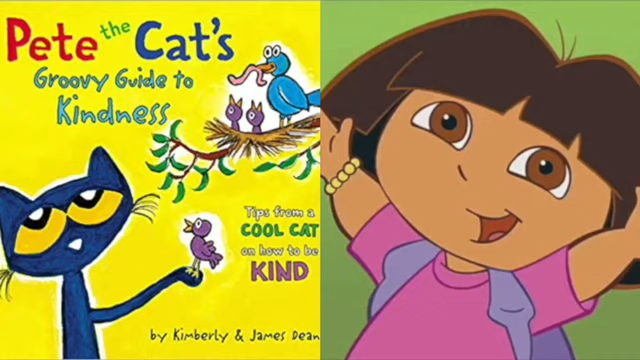 Pete the Cat's
Groovy Guide to
Kindness
Tips from a
COOL CAT
on how to be
KIND
by Kimberly & James Dean